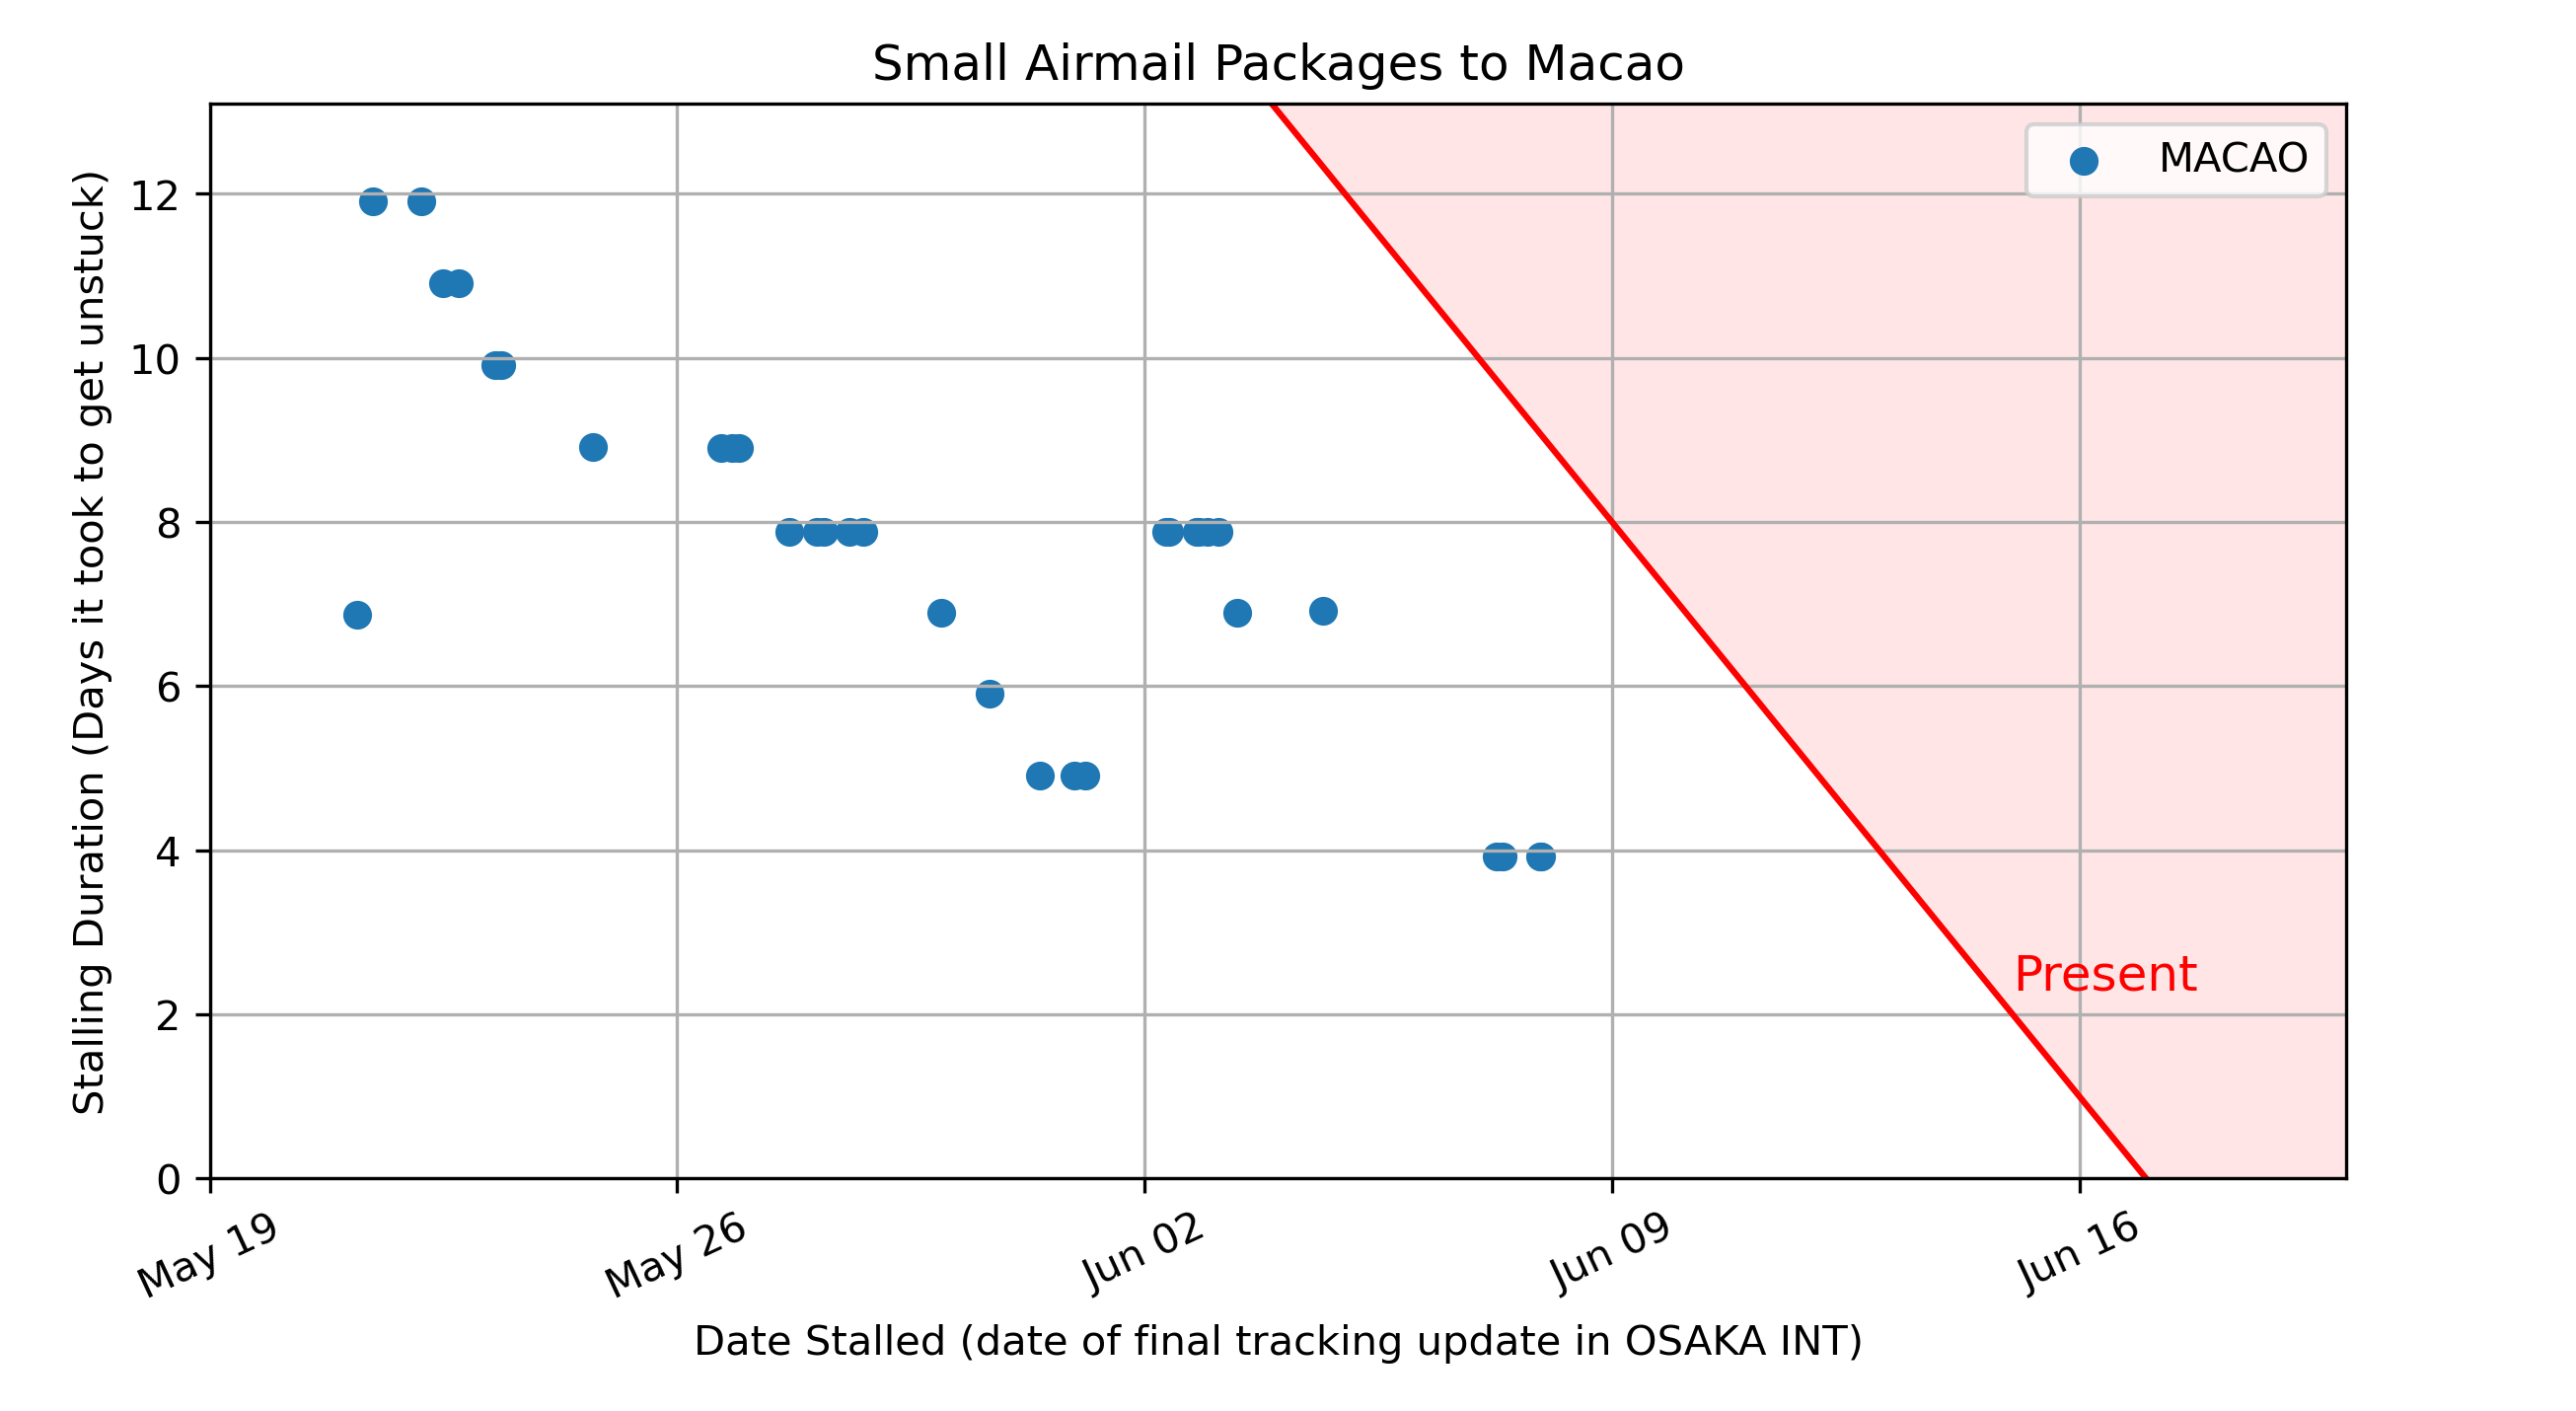 Small Airmail Packages to Macao
MACAO
Stalling Duration (Days it took to get unstuck)
12
10
8
6
4
2
0
Present
May 19
May 26
Jun 02
Jun 09
Jun 16
Date Stalled (date of final tracking update in OSAKA INT)